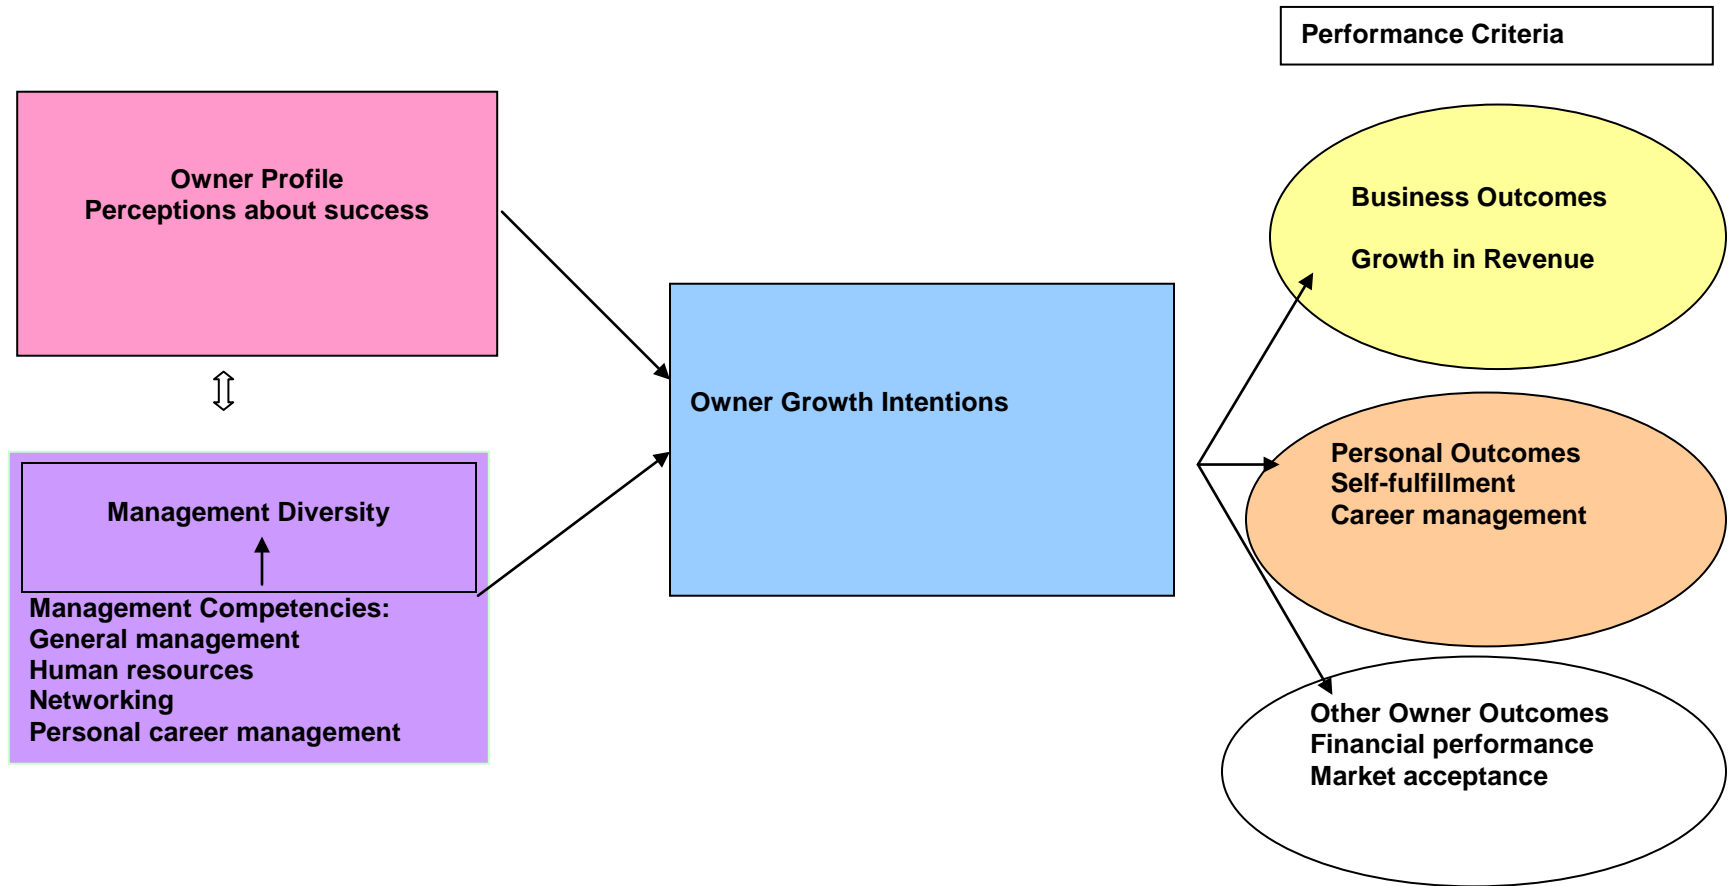 Performance Criteria
Owner Profile
Perceptions about success
Management Diversity
Management Competencies:
General management
Human resources
Networking
Personal career management
Owner Growth Intentions
Business Outcomes
Growth in Revenue
Personal Outcomes
Self-fulfillment
Career management
Other Owner Outcomes
Financial performance
Market acceptance